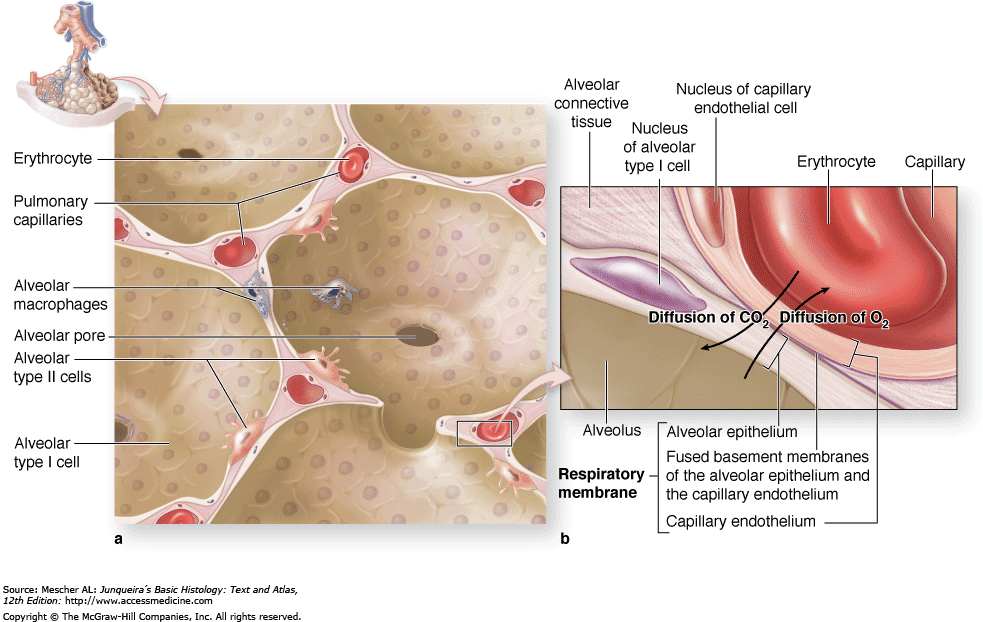 Erythrocyte
Pulmonary
capillaries
Alveolar
macrophages
Alveolar pore
Alveolar
type II cells
Alveolar
type I cell
a
Alveolar
connective
tissue
Nucleus of capillary
endothelial cell
Nucleus
of alveolar
type I cell
Erythrocyte
Capillary
Diffusion of CO₂
Diffusion of O₂
Alveolus
Respiratory
membrane
Alveolar epithelium
Fused basement membranes
of the alveolar epithelium and
the capillary endothelium
Capillary endothelium
b
Source: Mescher AL: Junqueira´s Basic Histology: Text and Atlas,
12th Edition: http://www.accessmedicine.com
Copyright © The McGraw-Hill Companies, Inc. All rights reserved.